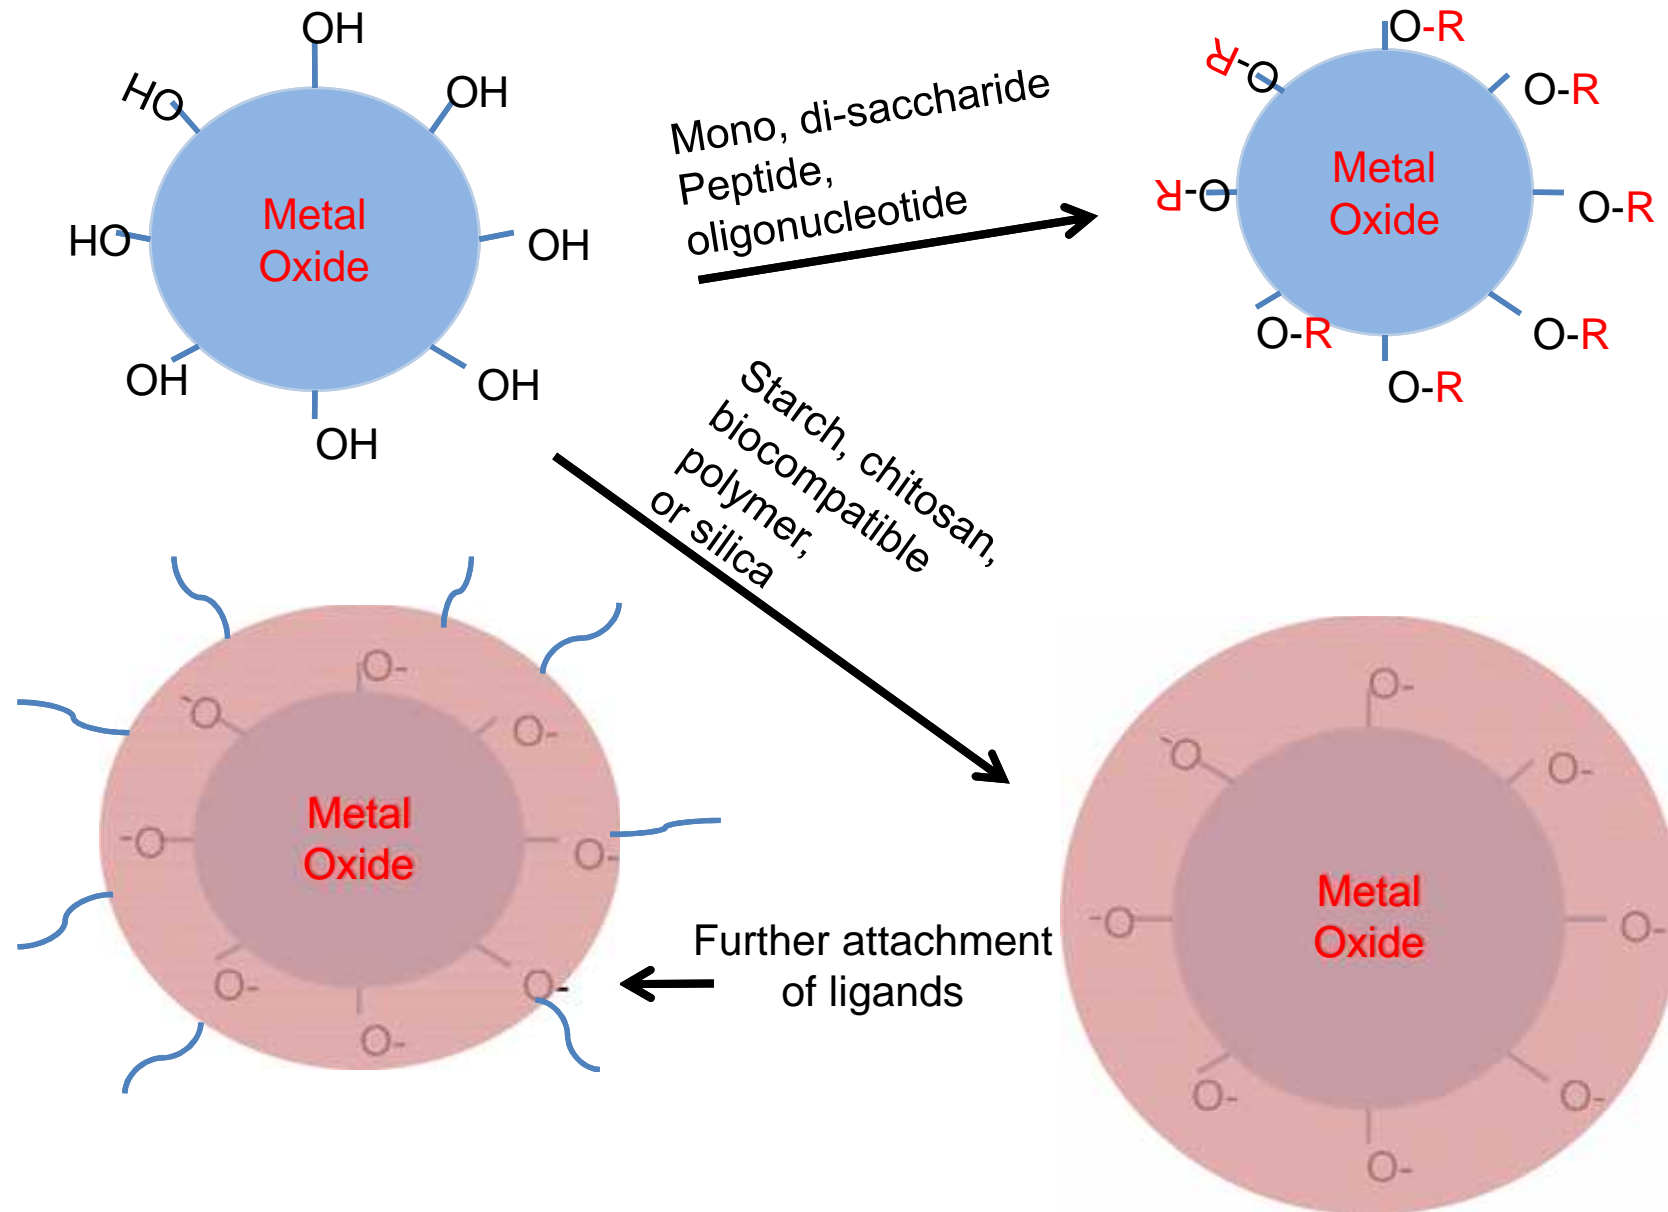 OH
HO
OH
Metal
Oxide
HO
OH
OH
OH
OH
Mono, di-saccharide
Peptide,
oligonucleotide
O-R
R-O
O-R
Metal
Oxide
R-O
O-R
O-R
O-R
O-R
Starch, chitosan,
biocompatible
polymer,
or silica
O-
-O
O-
Metal
Oxide
-O
O-
O-
O-
O-
Further attachment
of ligands
O-
-O
O-
Metal
Oxide
-O
O-
O-
O-
O-